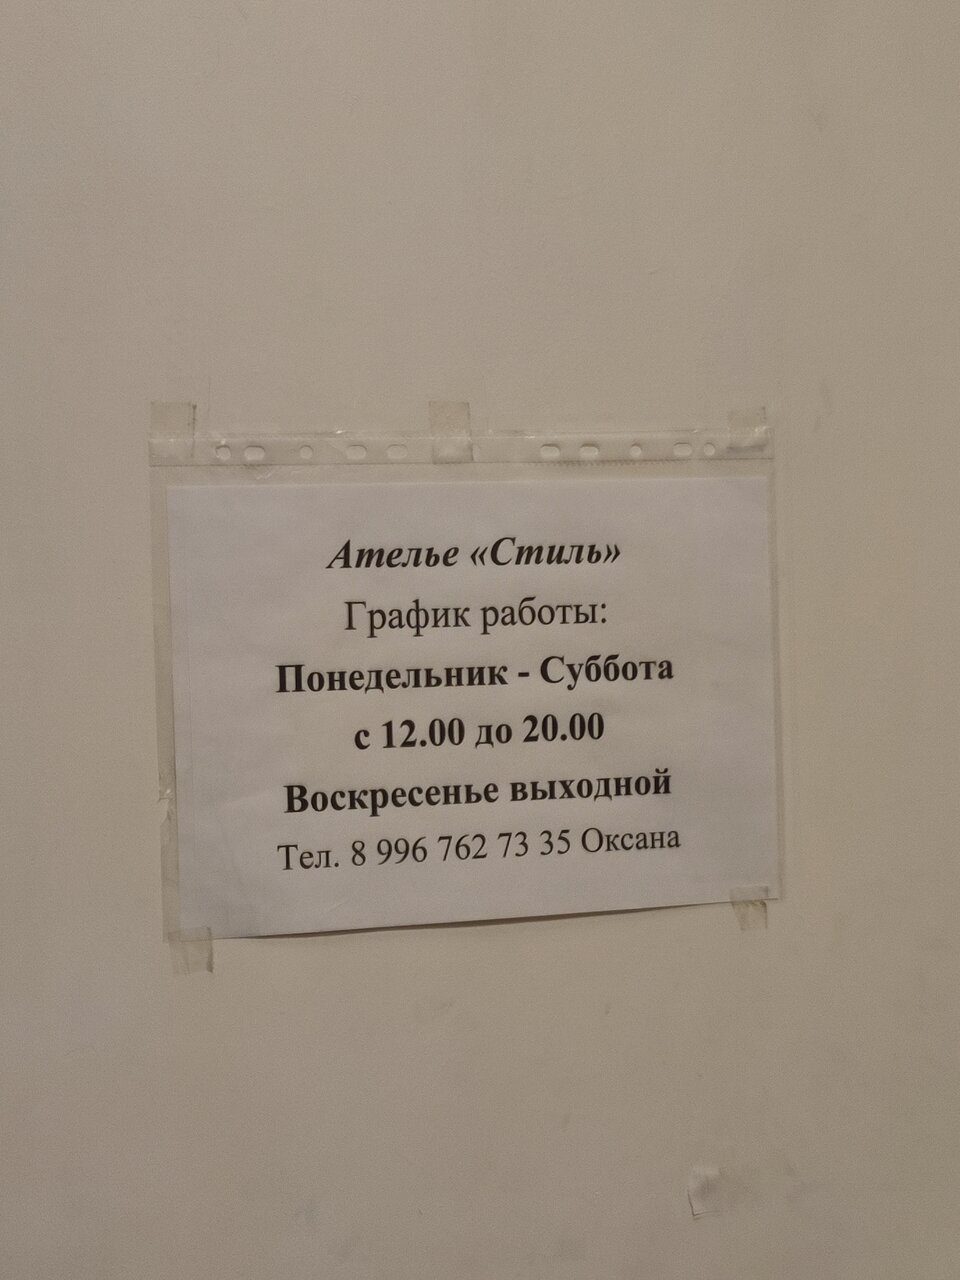 Ателье «Стиль»
График работы:
Понедельник - Суббота
с 12.00 до 20.00
Воскресенье выходной
Тел. 8 996 762 73 35 Оксана